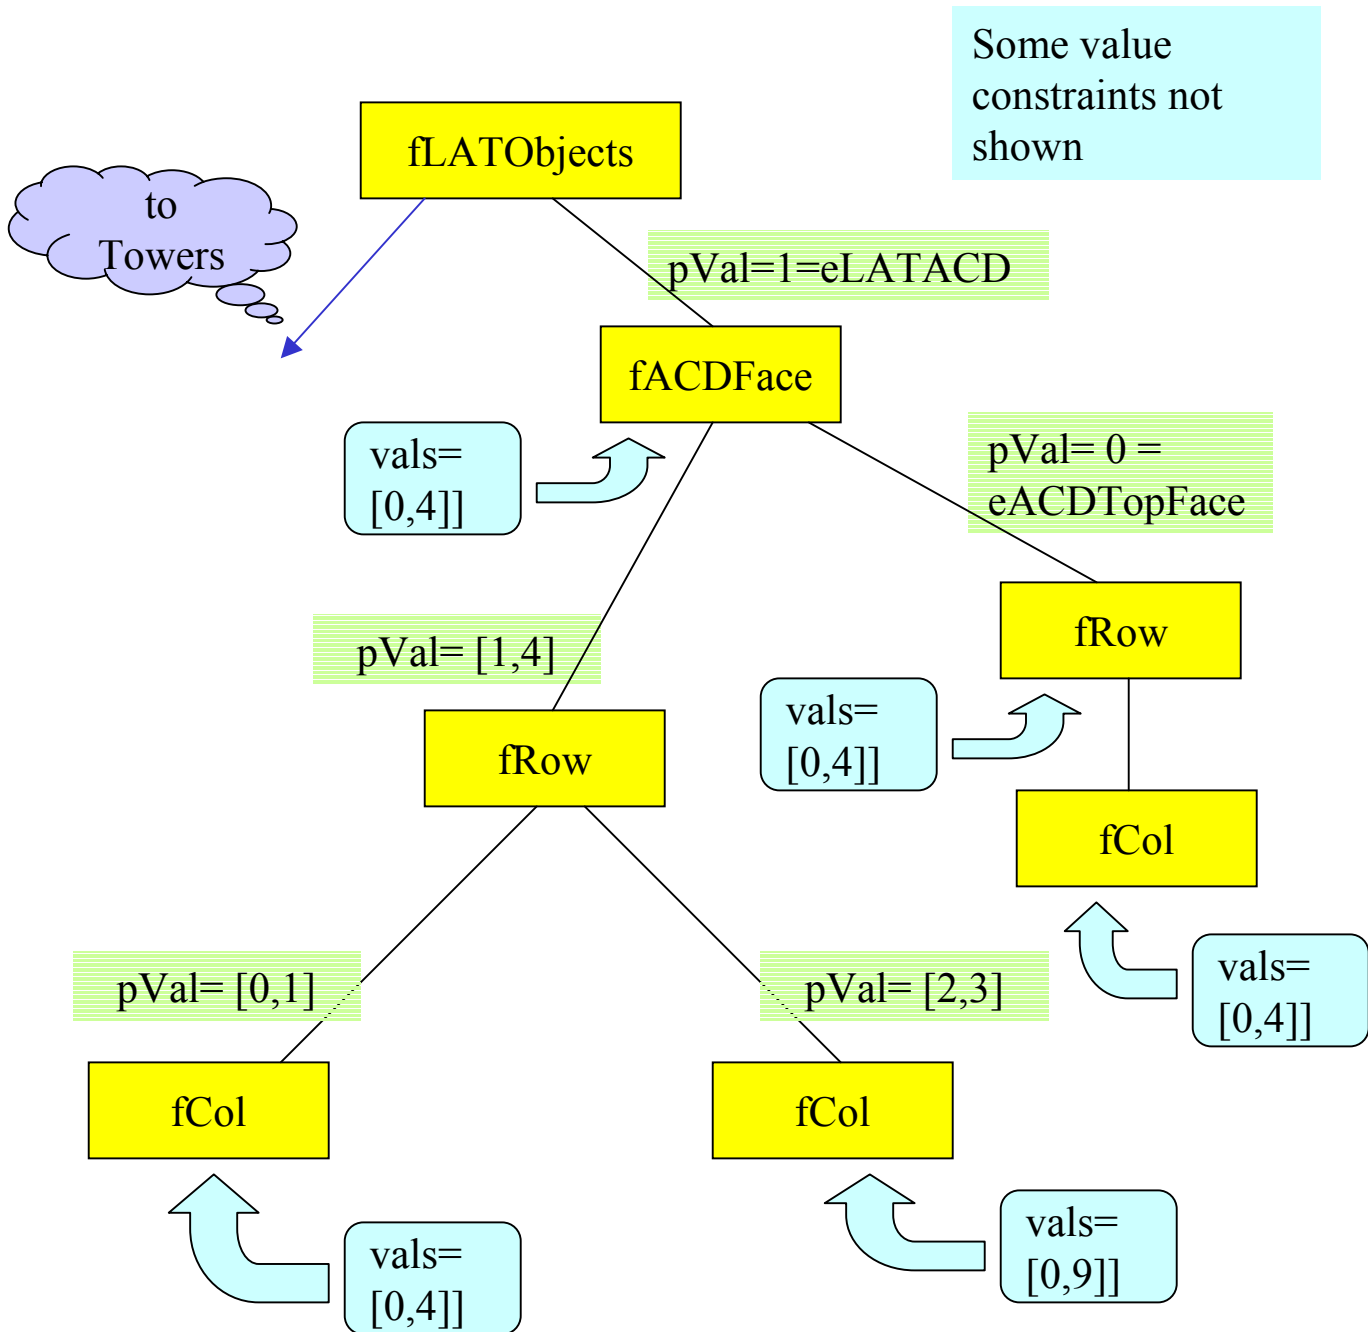 Some value
constraints not
shown
fLATObjects
to
Towers
pVal=1=eLATACD
fACDFace
vals=
[0,4]]
pVal= 0 =
eACDTopFace
pVal= [1,4]
fRow
vals=
[0,4]]
fRow
fCol
vals=
[0,4]]
pVal= [0,1]
pVal= [2,3]
fCol
fCol
vals=
[0,4]]
vals=
[0,9]]